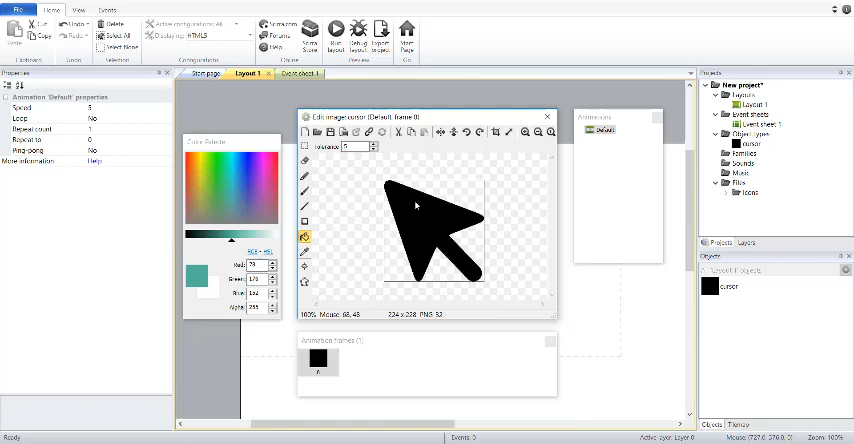 File Home View Events
Paste Cut Copy Undo Redo Delete Select All Select None Active configurations: All Displaying: HTML5 Scirra.com Forums Help Scirra Store Run layout Debug layout Export project Start Page
Clipboard Undo Selection Configurations Online Preview Go
Properties
Start page Layout 1 Event sheet 1
Animation 'Default' properties
Speed 5
Loop No
Repeat count 1
Repeat to 0
Ping-pong No
More information Help
Color Palette
RGB - HSL
Red: 78
Green: 176
Blue: 152
Alpha: 255
Edit image: cursor (Default, frame 0)
Tolerance 5
100% Mouse: 68, 48 224 x 228 PNG 32
Animation frames (1)
0
Animations
Default
Projects
New project*
Layouts
Layout 1
Event sheets
Event sheet 1
Object types
cursor
Families
Sounds
Music
Files
Icons
Projects Layers
Objects
'Layout 1' objects
cursor
Objects Tilemap
Ready Events: 0 Active layer: Layer 0 Mouse: (727.0, 376.0, 0) Zoom: 100%